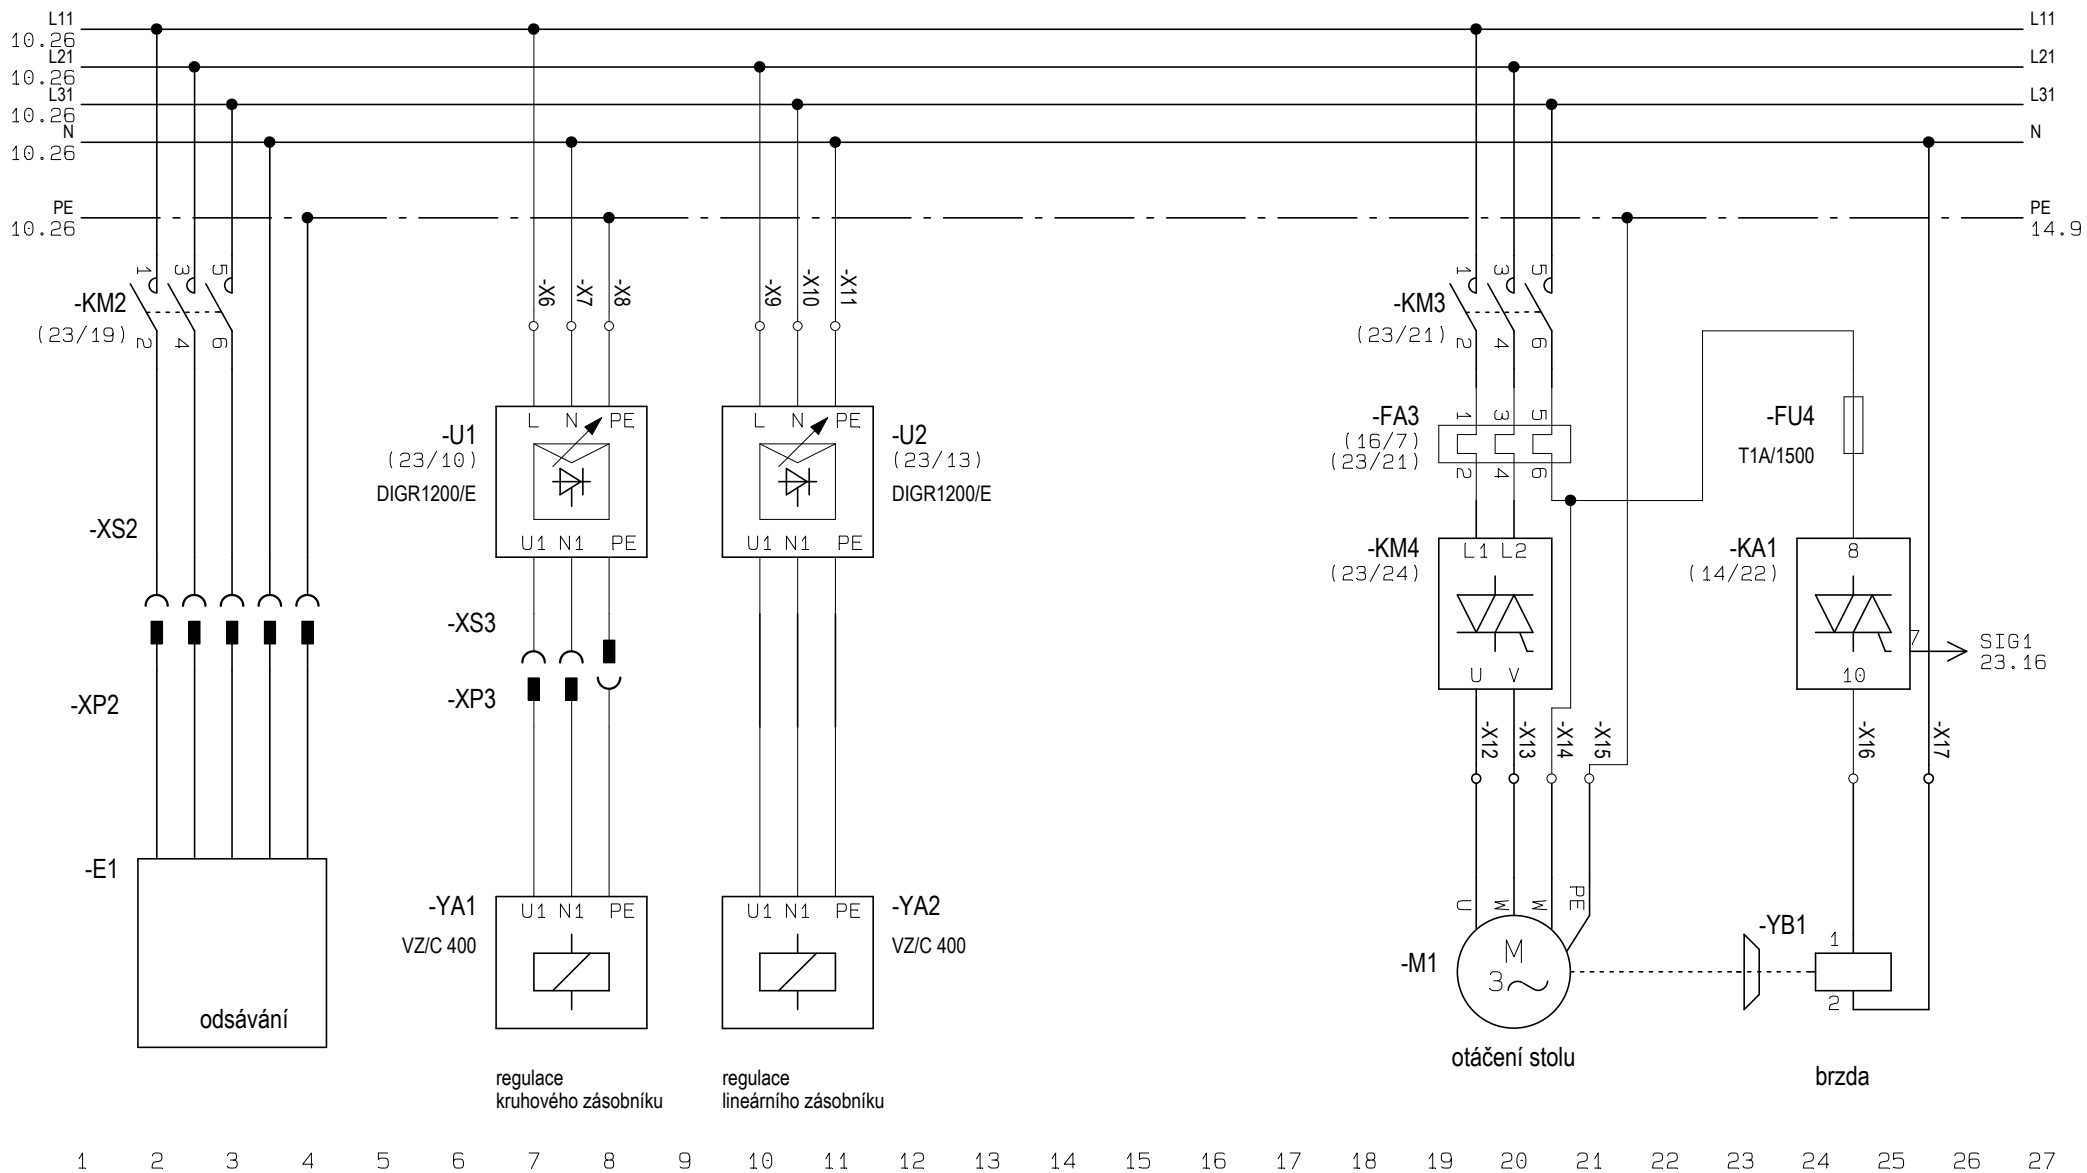 L11 L11
10.26
L21 L21
10.26
L31 L31
10.26
N N
10.26
PE PE
10.26 14.9
1 3 5
-KM2
(23/19)
2 4 6
-X6 -X7 -X8
-X9 -X10 -X11
1 3 5
-KM3
(23/21)
2 4 6
L N PE
-U1
(23/10)
DIGR1200/E
U1 N1 PE
L N PE
-U2
(23/13)
DIGR1200/E
U1 N1 PE
1 3 5
-FA3
(16/7)
(23/21)
2 4 6
-FU4
T1A/1500
-XS2
-XP2
-XS3
-XP3
-KM4
(23/24)
L1 L2
U V
-KA1
(14/22)
8
7
10
SIG1
23.16
-X12 -X13 -X14 -X15
-X16 -X17
-E1
odsávání
-YA1
VZ/C 400
U1 N1 PE
-YA2
VZ/C 400
U1 N1 PE
U W W PE
-M1
M
3
-YB1
1
2
otáčení stolu
brzda
regulace
kruhového zásobníku
regulace
lineárního zásobníku
1 2 3 4 5 6 7 8 9 10 11 12 13 14 15 16 17 18 19 20 21 22 23 24 25 26 27